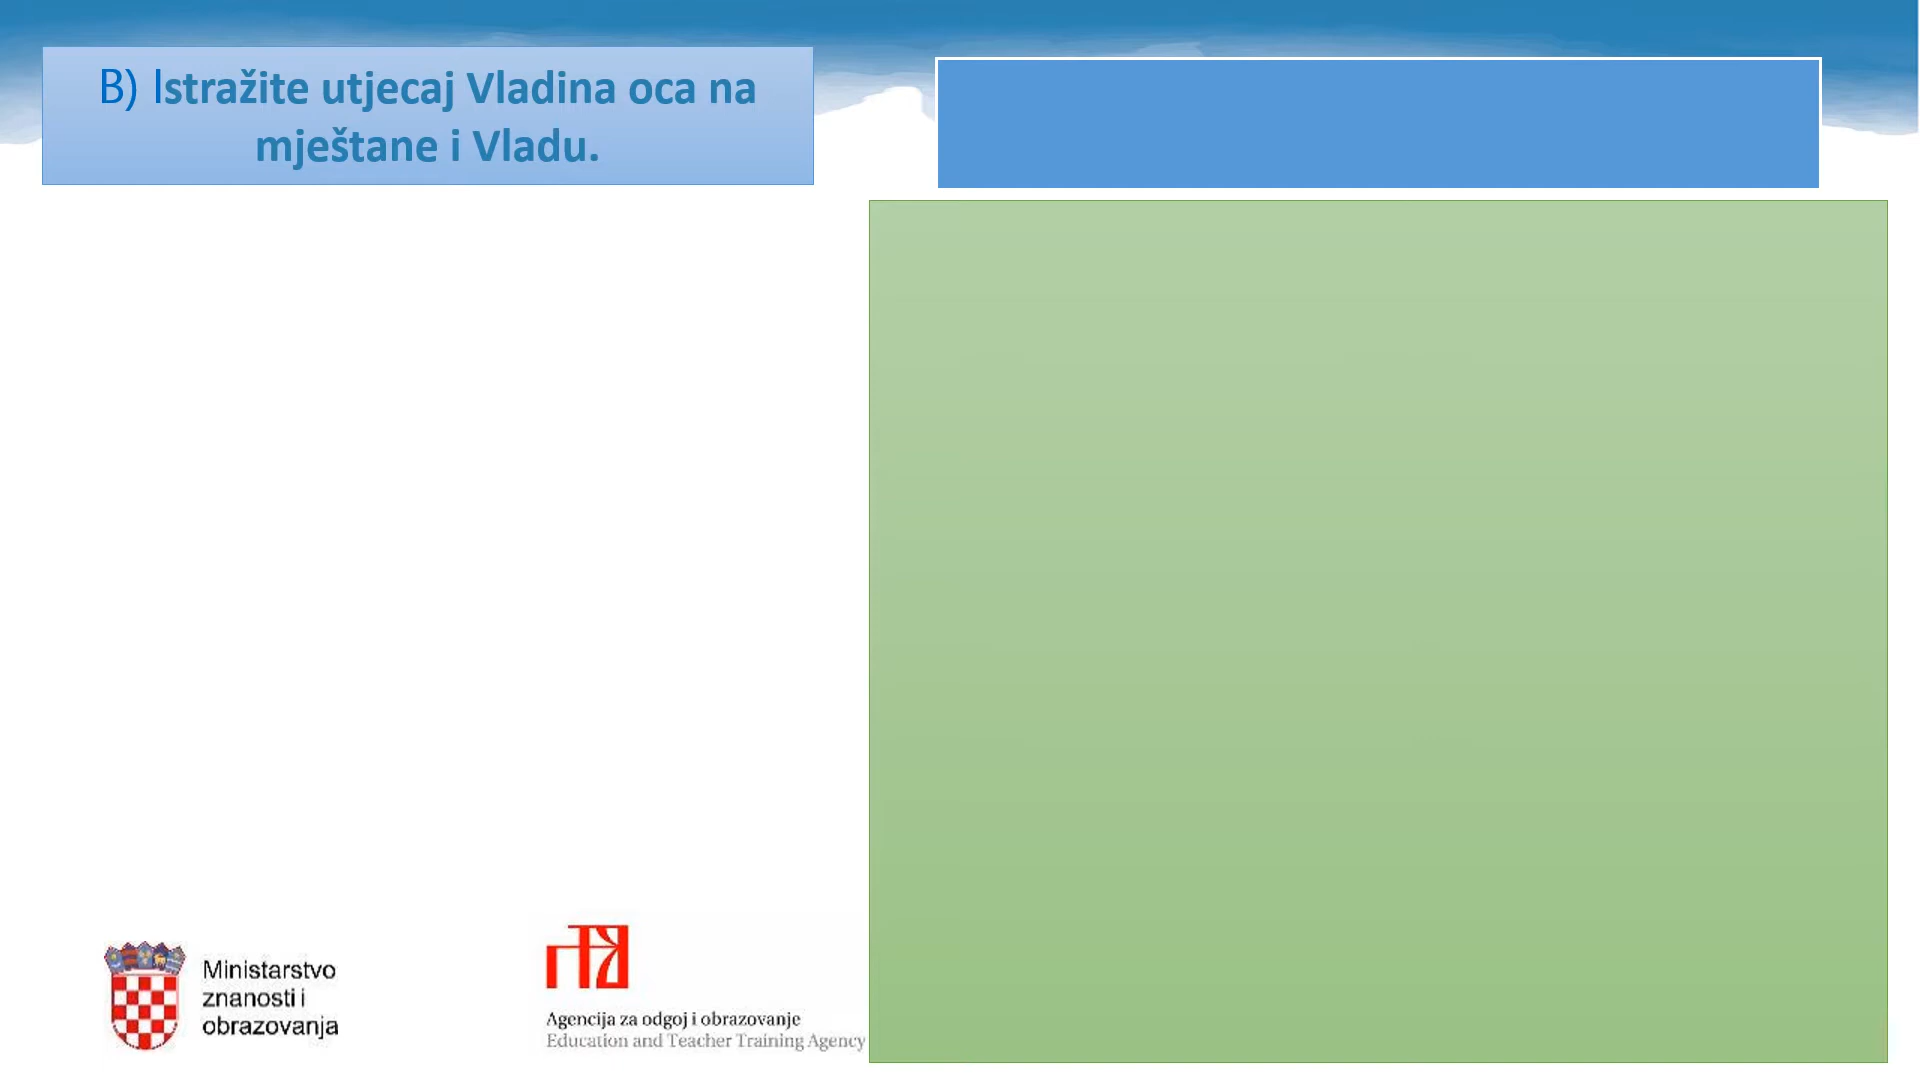 B) Istražite utjecaj Vladina oca na
mještane i Vladu.
Ministarstvo
znanosti i
obrazovanja
Agencija za odgoj i obrazovanje
Education and Teacher Training Agency